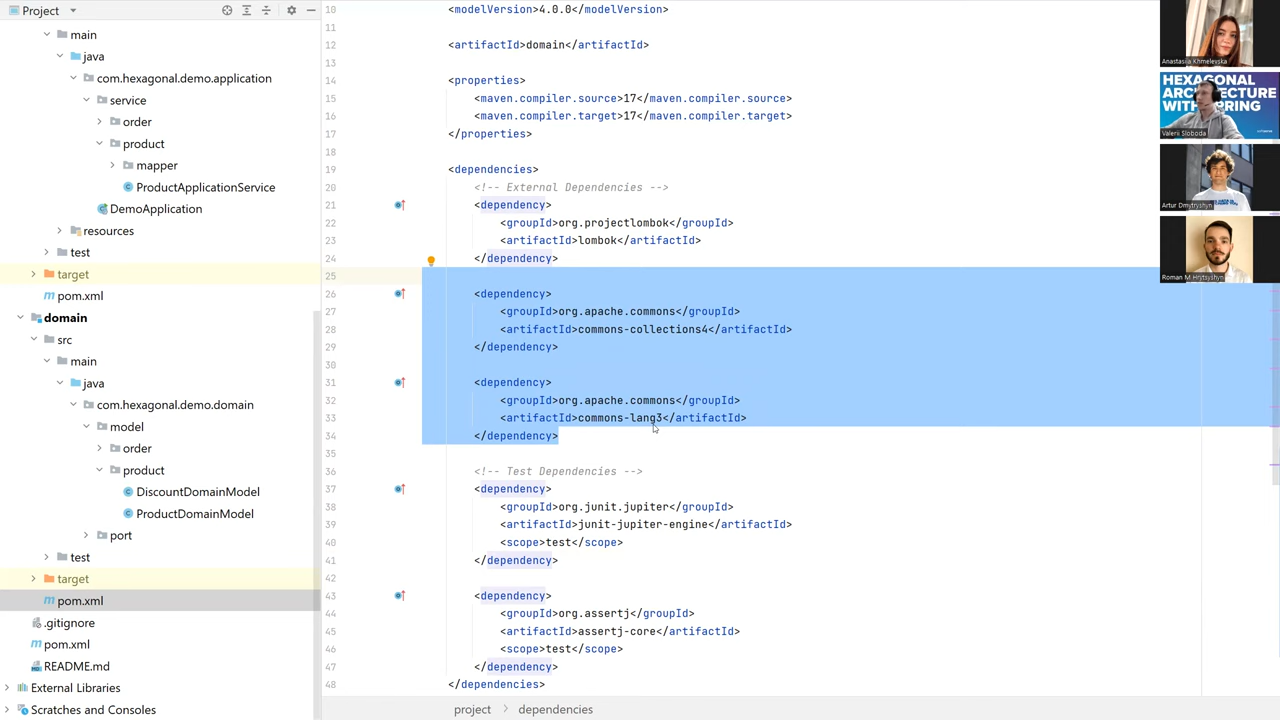 Project
main
java
com.hexagonal.demo.application
service
order
product
mapper
ProductApplicationService
DemoApplication
resources
test
target
pom.xml
domain
src
main
java
com.hexagonal.demo.domain
model
order
product
DiscountDomainModel
ProductDomainModel
port
test
target
pom.xml
.gitignore
pom.xml
README.md
External Libraries
Scratches and Consoles
10 <modelVersion>4.0.0</modelVersion>
11
12 <artifactId>domain</artifactId>
13
14 <properties>
15 <maven.compiler.source>17</maven.compiler.source>
16 <maven.compiler.target>17</maven.compiler.target>
17 </properties>
18
19 <dependencies>
20 <!-- External Dependencies -->
21 <dependency>
22 <groupId>org.projectlombok</groupId>
23 <artifactId>lombok</artifactId>
24 </dependency>
25
26 <dependency>
27 <groupId>org.apache.commons</groupId>
28 <artifactId>commons-collections4</artifactId>
29 </dependency>
30
31 <dependency>
32 <groupId>org.apache.commons</groupId>
33 <artifactId>commons-lang3</artifactId>
34 </dependency>
35
36 <!-- Test Dependencies -->
37 <dependency>
38 <groupId>org.junit.jupiter</groupId>
39 <artifactId>junit-jupiter-engine</artifactId>
40 <scope>test</scope>
41 </dependency>
42
43 <dependency>
44 <groupId>org.assertj</groupId>
45 <artifactId>assertj-core</artifactId>
46 <scope>test</scope>
47 </dependency>
48 </dependencies>
project > dependencies
Anastasiia Khmelevska
HEXAGONAL
ARCHITECTURE
WITH SPRING
Valerii Sloboda
Artur Dmytryshyn
Roman M Hrytsyshyn